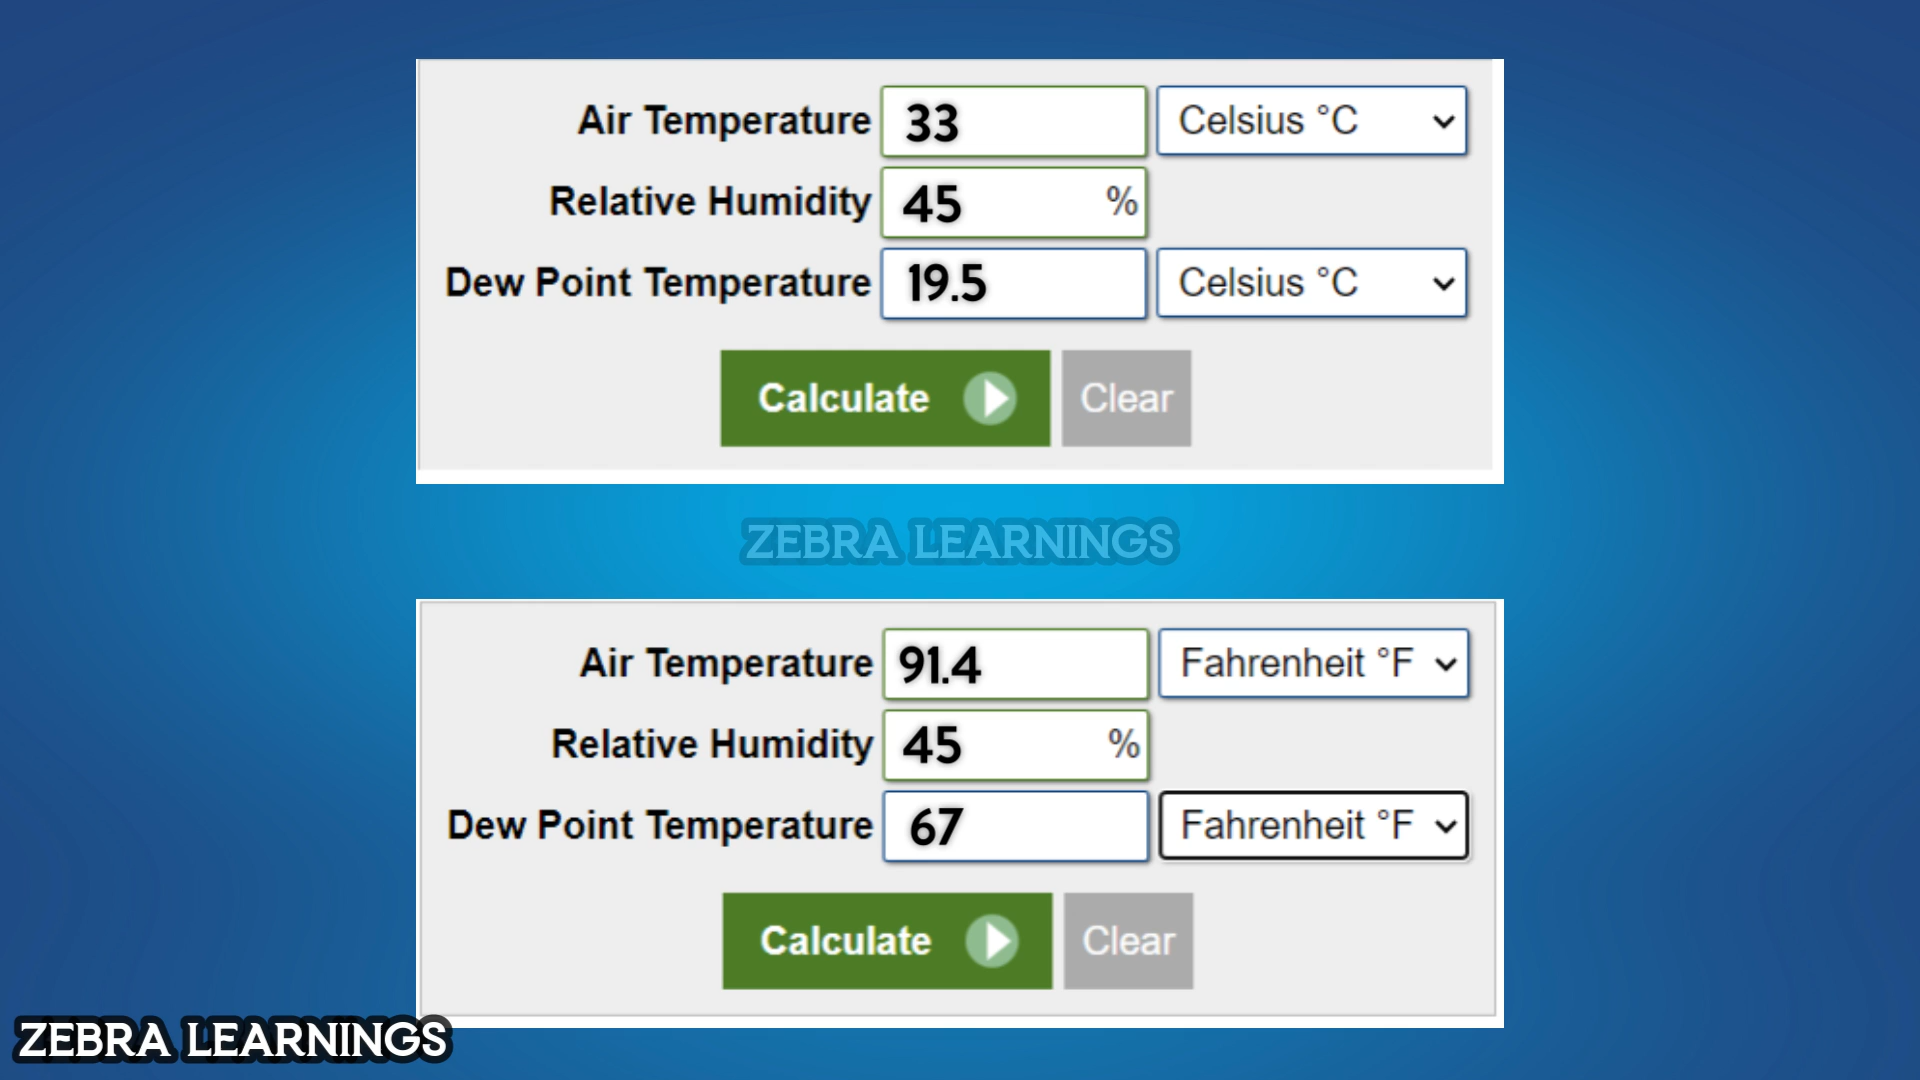 Air Temperature 33 Celsius °C
Relative Humidity 45 %
Dew Point Temperature 19.5 Celsius °C
Calculate Clear
ZEBRA LEARNINGS
Air Temperature 91.4 Fahrenheit °F
Relative Humidity 45 %
Dew Point Temperature 67 Fahrenheit °F
Calculate Clear
ZEBRA LEARNINGS